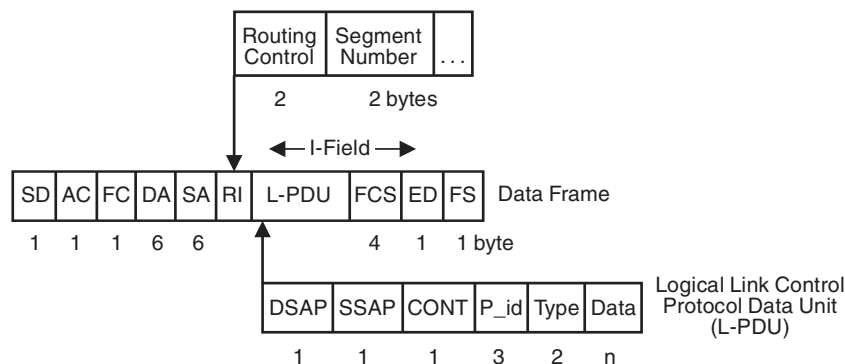 Routing Control Segment Number ...
2 2 bytes
I-Field
SD AC FC DA SA RI L-PDU FCS ED FS Data Frame
1 1 1 6 6 4 1 1 byte
DSAP SSAP CONT P_id Type Data
Logical Link Control
Protocol Data Unit
(L-PDU)
1 1 1 3 2 n